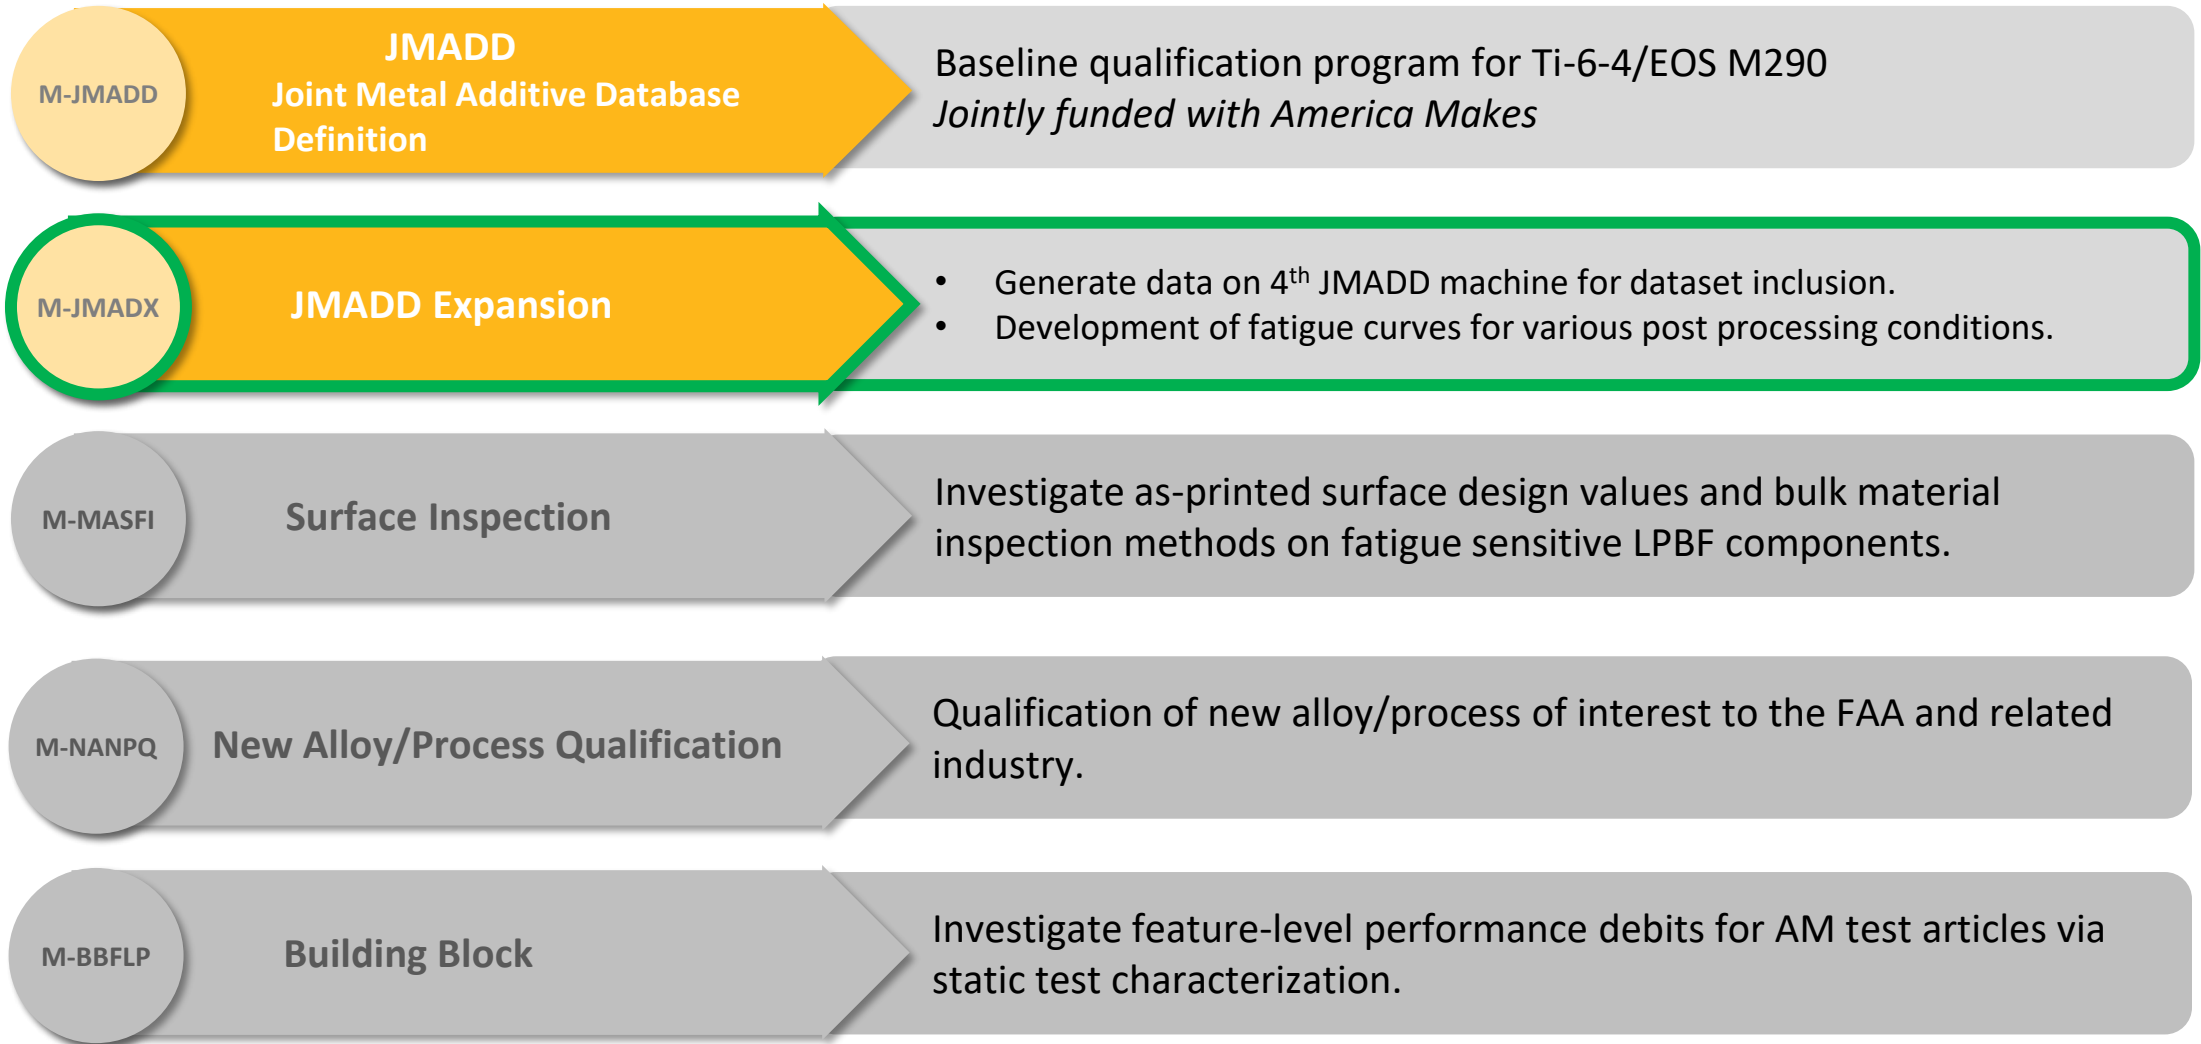 M-JMADD
JMADD
Joint Metal Additive Database
Definition
Baseline qualification program for Ti-6-4/EOS M290
Jointly funded with America Makes
M-JMADX
JMADD Expansion
• Generate data on 4th JMADD machine for dataset inclusion.
• Development of fatigue curves for various post processing conditions.
M-MASFI
Surface Inspection
Investigate as-printed surface design values and bulk material
inspection methods on fatigue sensitive LPBF components.
M-NANPQ
New Alloy/Process Qualification
Qualification of new alloy/process of interest to the FAA and related
industry.
M-BBFLP
Building Block
Investigate feature-level performance debits for AM test articles via
static test characterization.